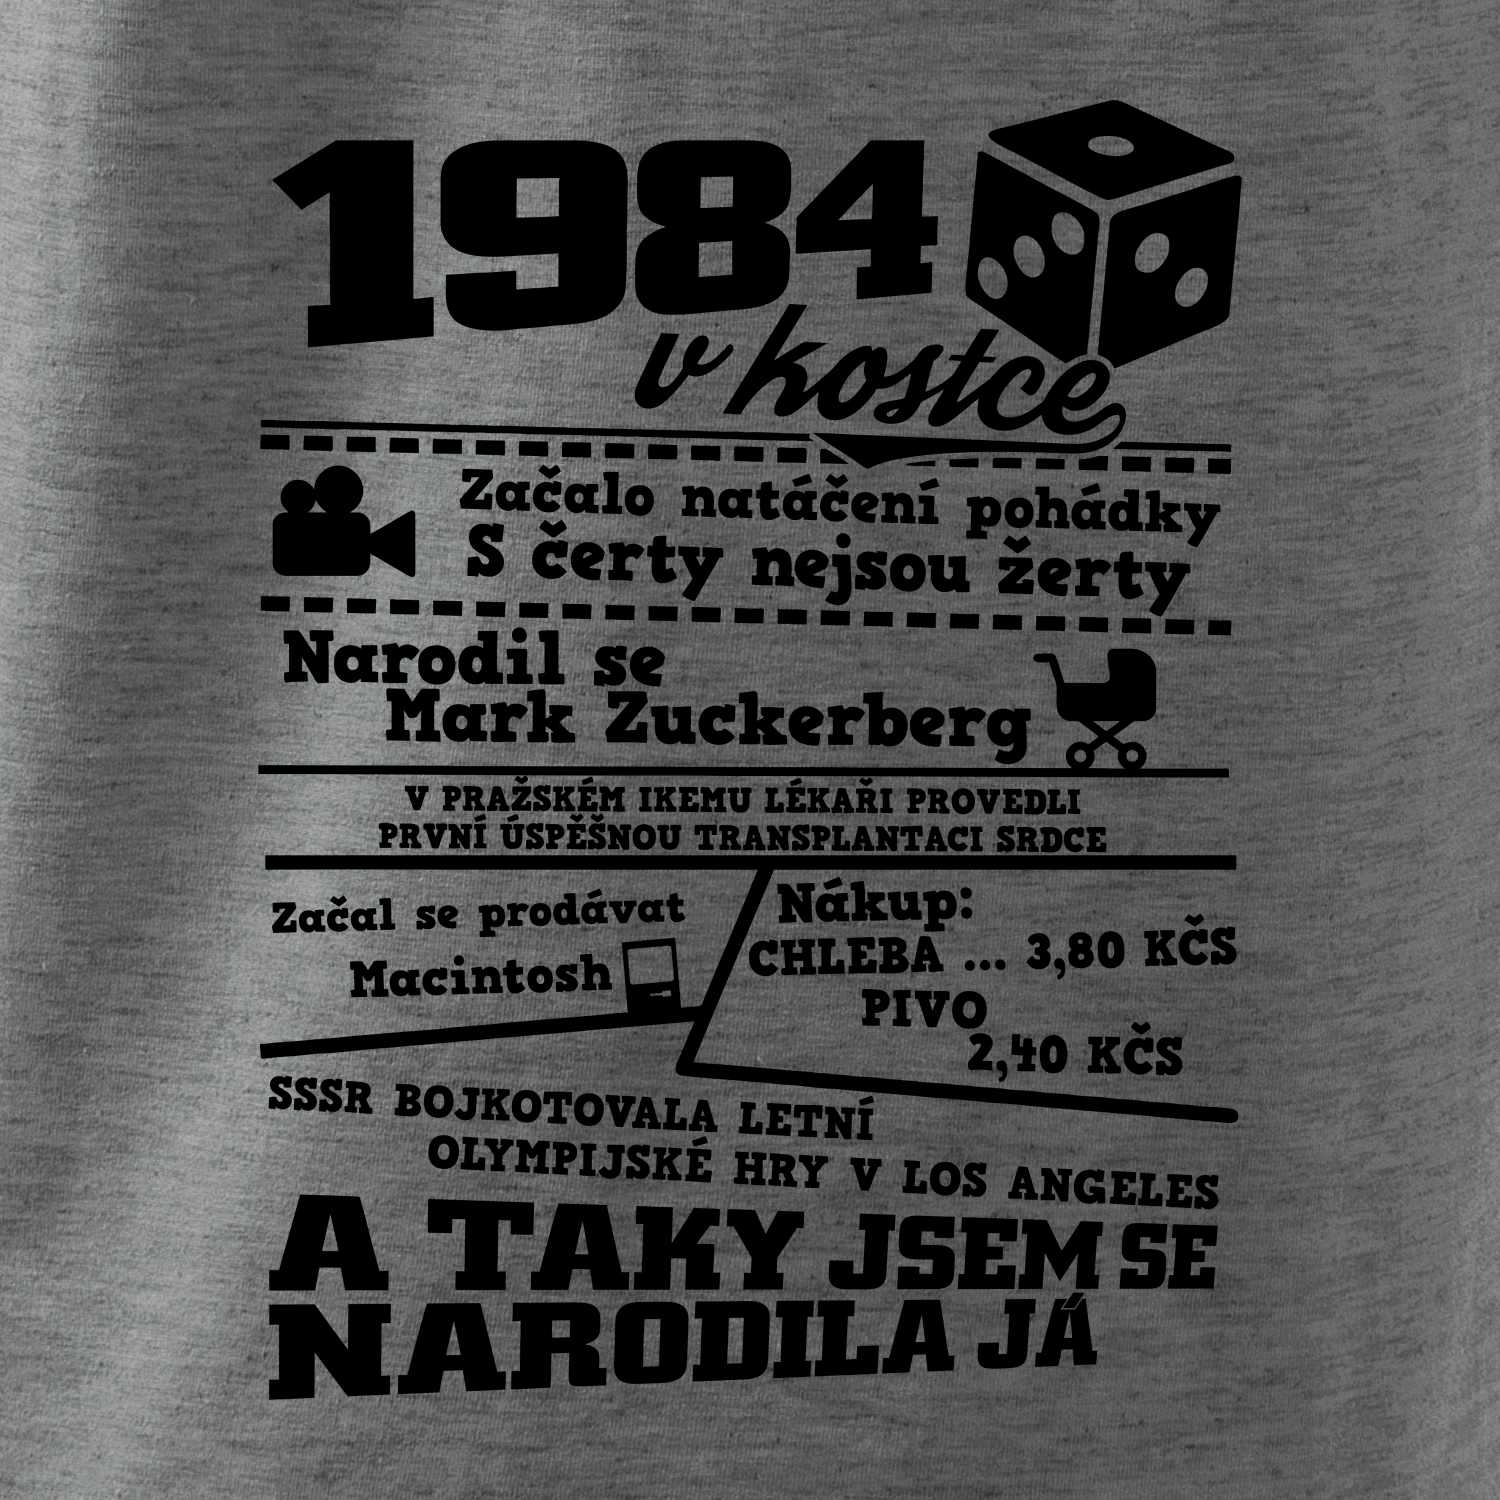 1984
v kostce
Začalo natáčení pohádky
S čerty nejsou žerty
Narodil se
Mark Zuckerberg
V PRAŽSKÉM IKEMU LÉKAŘI PROVEDLI
PRVNÍ ÚSPĚŠNOU TRANSPLANTACI SRDCE
Začal se prodávat
Macintosh
Nákup:
CHLEBA ... 3,80 KČS
PIVO
2,40 KČS
SSSR BOJKOTOVALA LETNÍ
OLYMPIJSKÉ HRY V LOS ANGELES
A TAKY JSEM SE
NARODILA JÁ